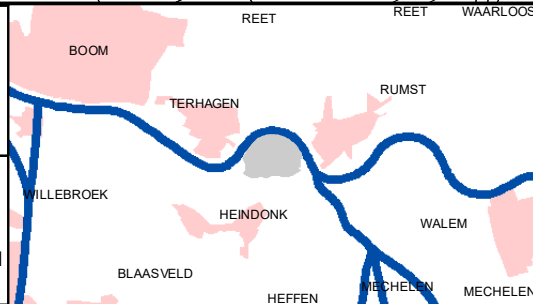 REET
REET
WAARLOOS
BOOM
RUMST
TERHAGEN
WILLEBROEK
HEINDONK
WALEM
BLAASVELD
MECHELEN
MECHELEN
HEFFEN